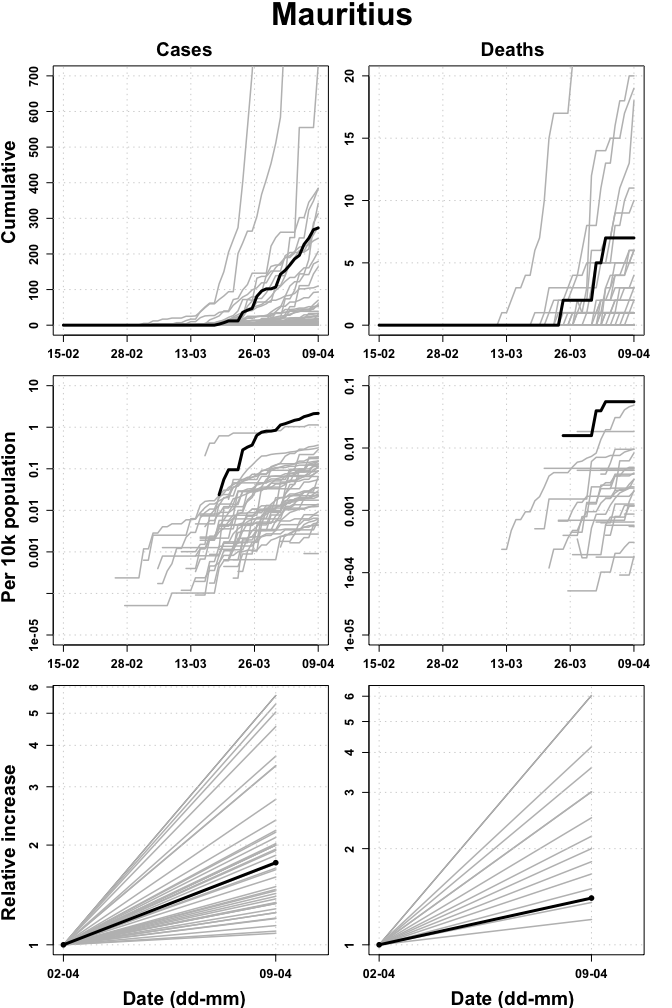 Mauritius
Cases
Deaths
Cumulative
700
600
500
400
300
200
100
0
15-02 28-02 13-03 26-03 09-04
20
15
10
5
0
15-02 28-02 13-03 26-03 09-04
Per 10k population
10
1
0.1
0.01
0.001
1e-05
15-02 28-02 13-03 26-03 09-04
0.1
0.01
0.001
1e-04
1e-05
15-02 28-02 13-03 26-03 09-04
Relative increase
6
5
4
3
2
1
02-04 09-04
Date (dd-mm)
6
5
4
3
2
1
02-04 09-04
Date (dd-mm)